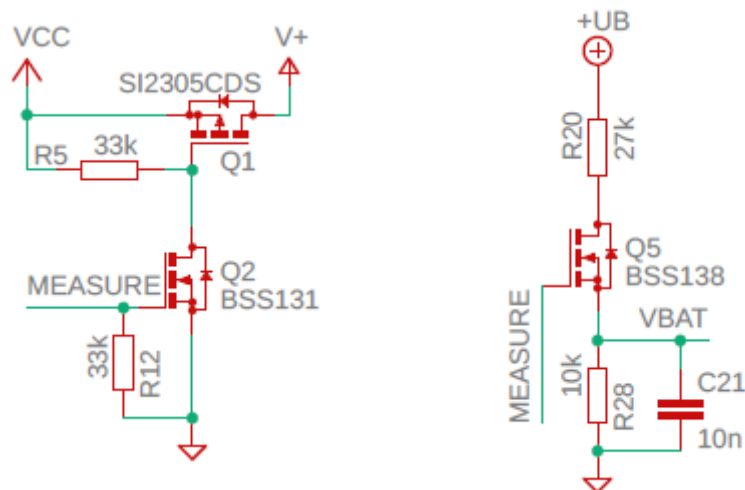 VCC
V+
SI2305CDS
R5
33k
Q1
MEASURE
Q2
BSS131
33k
R12
+UB
R20
27k
Q5
BSS138
MEASURE
VBAT
10k
R28
C21
10n